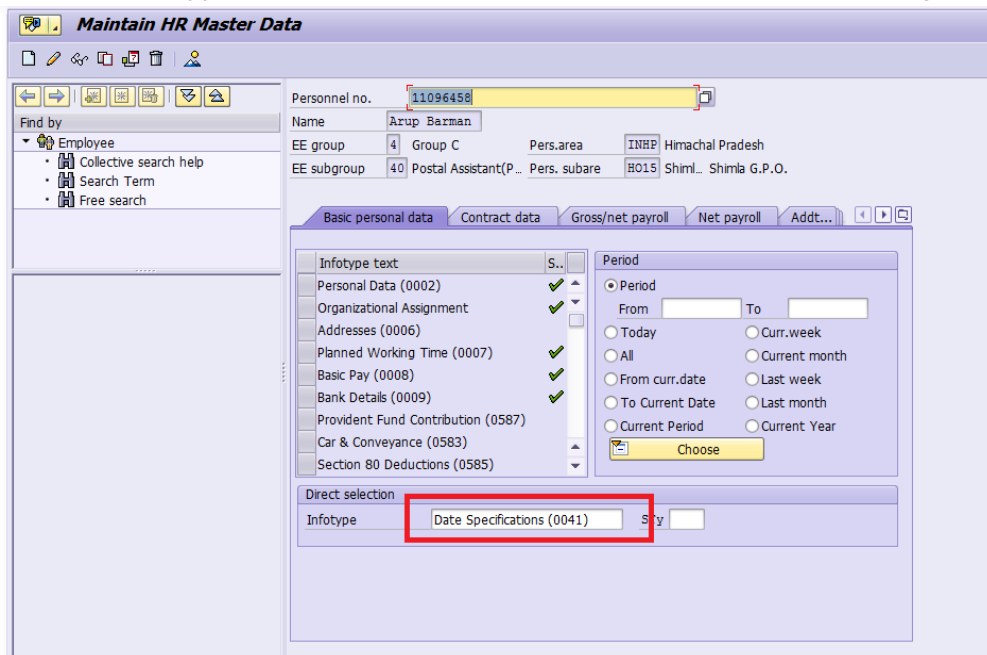 Maintain HR Master Data
Find by
Employee
Collective search help
Search Term
Free search
Personnel no. 11096458
Name Arup Barman
EE group 4 Group C Pers.area INHP Himachal Pradesh
EE subgroup 40 Postal Assistant(P... Pers. subare HO15 Shiml... Shimla G.P.O.
Basic personal data Contract data Gross/net payroll Net payroll Addt...
Infotype text S..
Personal Data (0002)
Organizational Assignment
Addresses (0006)
Planned Working Time (0007)
Basic Pay (0008)
Bank Details (0009)
Provident Fund Contribution (0587)
Car & Conveyance (0583)
Section 80 Deductions (0585)
Period
Period
From To
Today Curr.week
All Current month
From curr.date Last week
To Current Date Last month
Current Period Current Year
Choose
Direct selection
Infotype Date Specifications (0041) STy